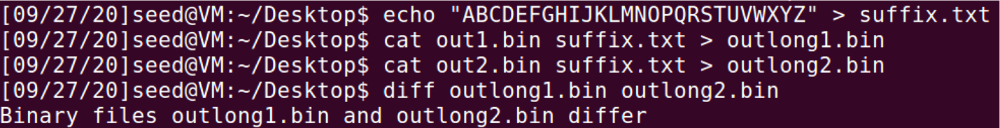 [09/27/20]seed@VM:~/Desktop$ echo "ABCDEFGHIJKLMNOPQRSTUVWXYZ" > suffix.txt
[09/27/20]seed@VM:~/Desktop$ cat out1.bin suffix.txt > outlong1.bin
[09/27/20]seed@VM:~/Desktop$ cat out2.bin suffix.txt > outlong2.bin
[09/27/20]seed@VM:~/Desktop$ diff outlong1.bin outlong2.bin
Binary files outlong1.bin and outlong2.bin differ